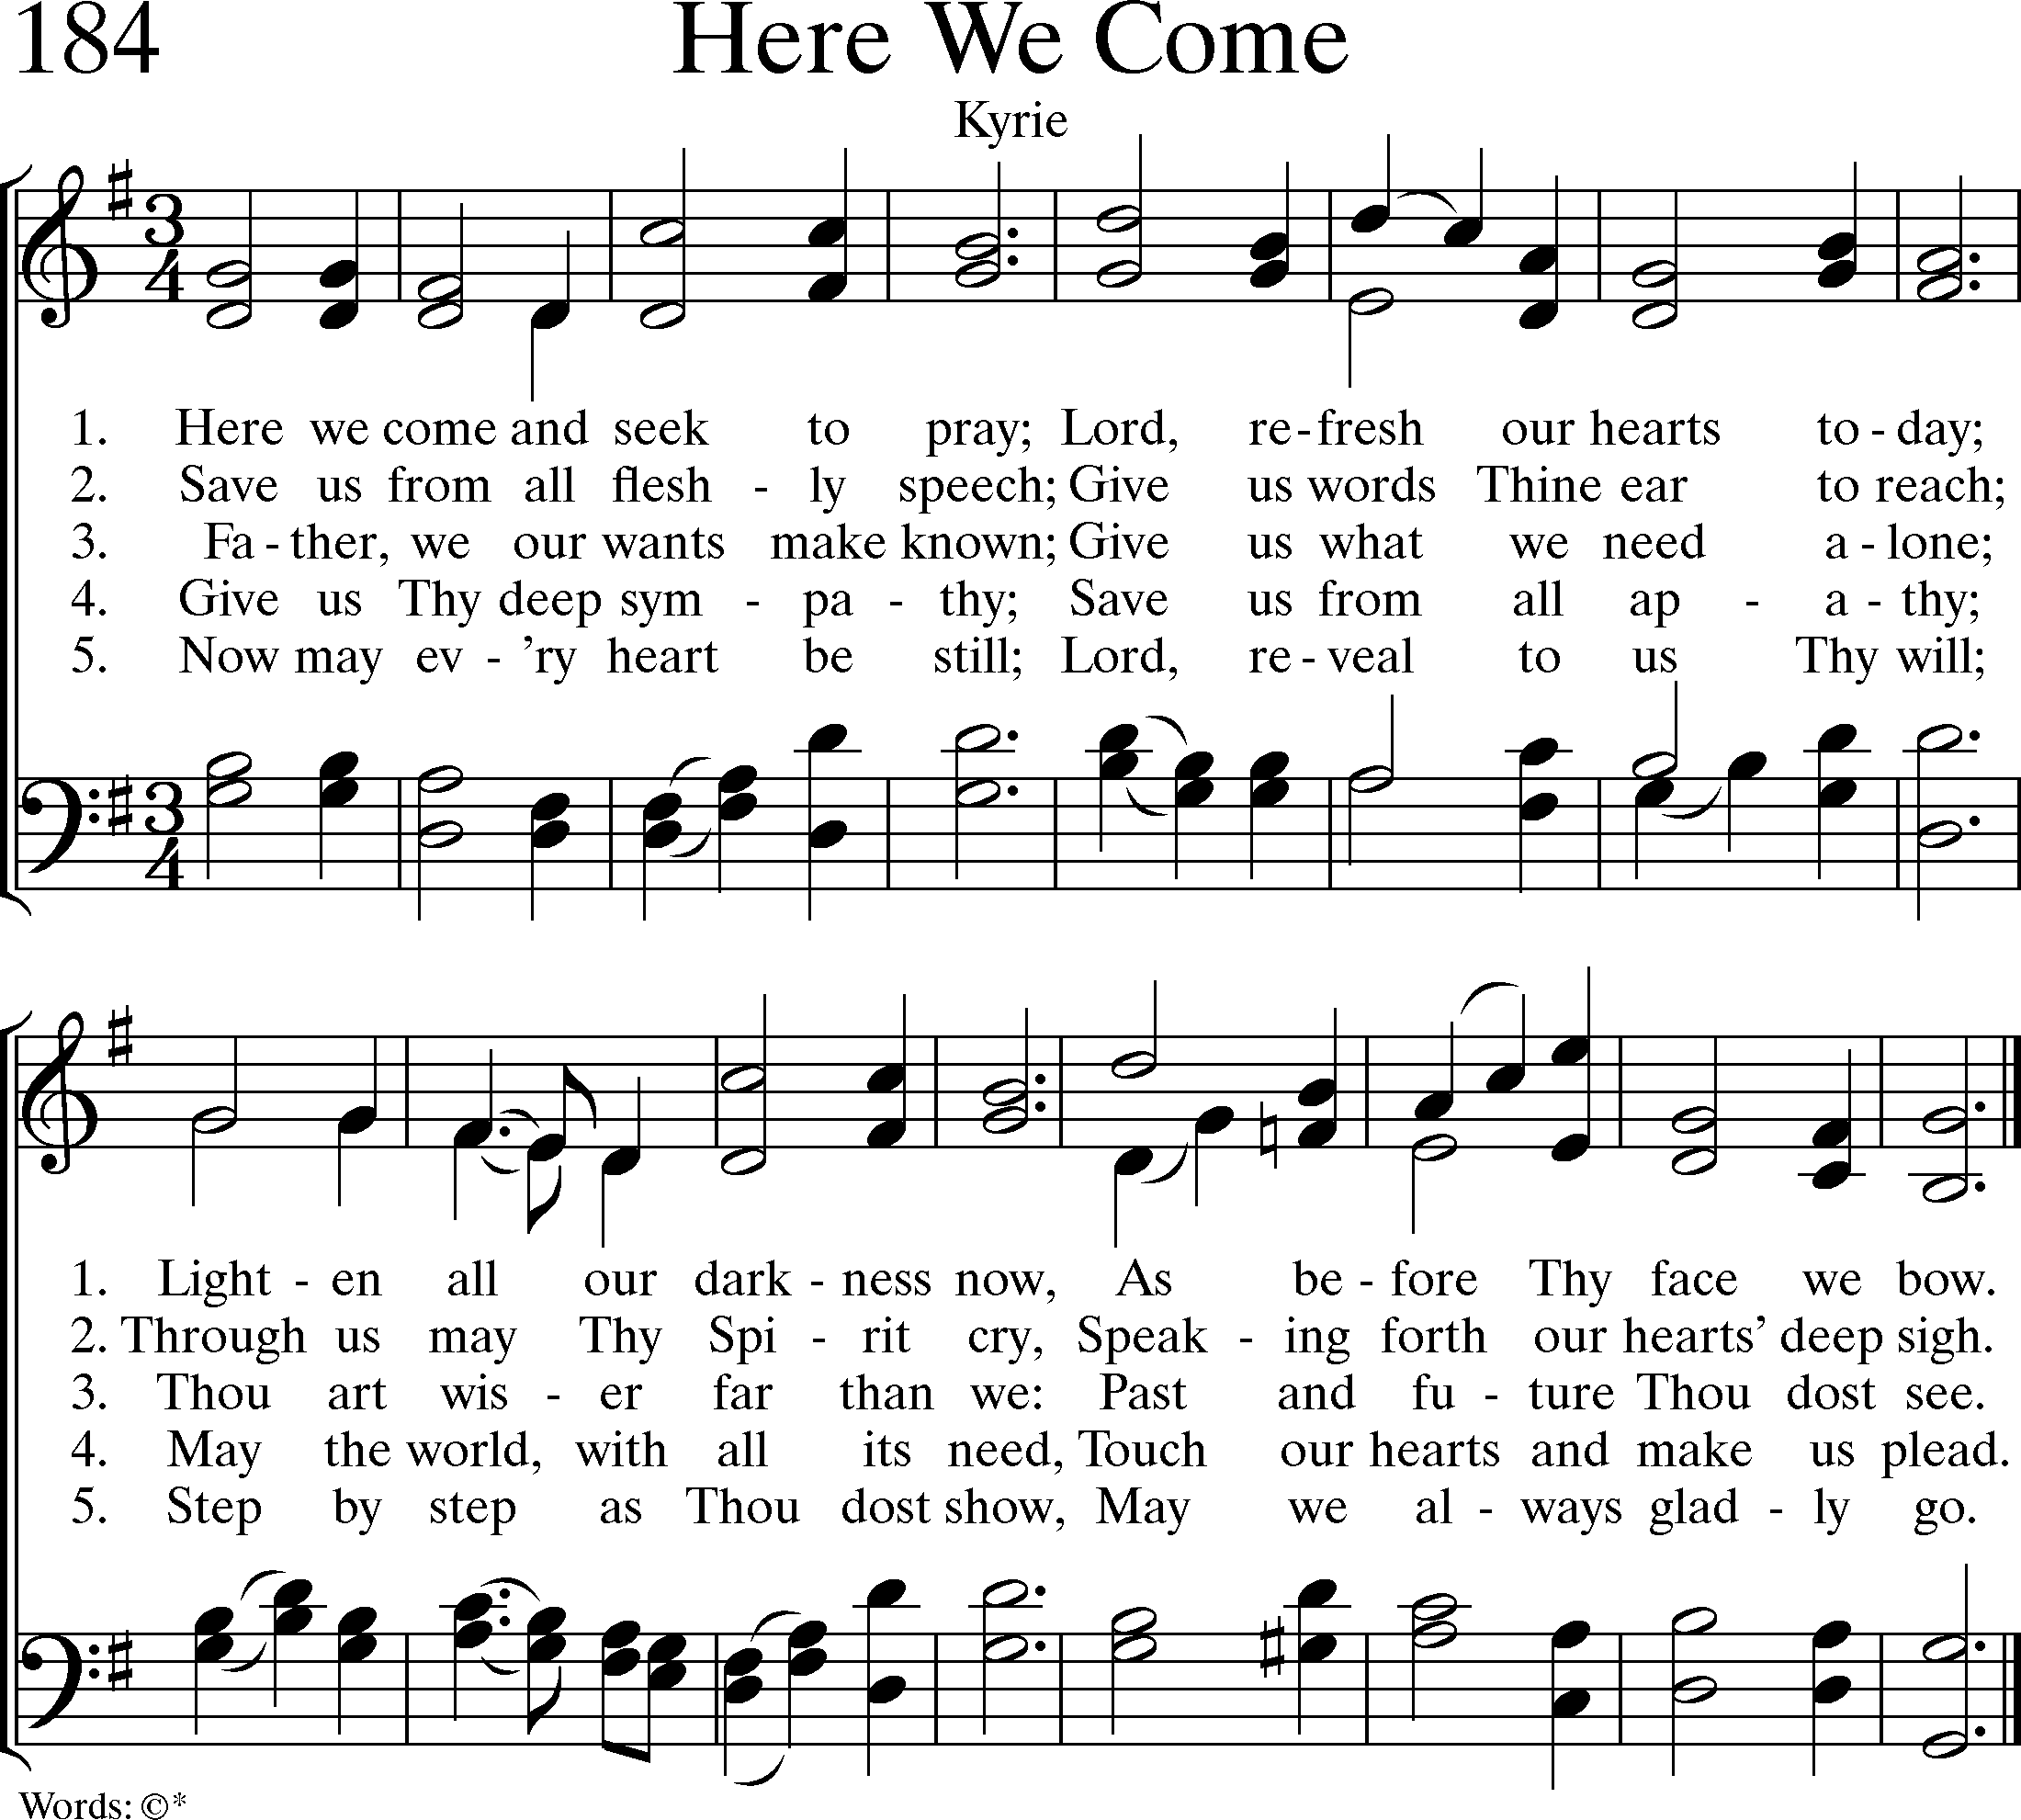 184 Here We Come
Kyrie
1. Here we come and seek to pray; Lord, re-fresh our hearts to-day;
2. Save us from all flesh-ly speech; Give us words Thine ear to reach;
3. Fa-ther, we our wants make known; Give us what we need a-lone;
4. Give us Thy deep sym-pa-thy; Save us from all ap-a-thy;
5. Now may ev-'ry heart be still; Lord, re-veal to us Thy will;
1. Light-en all our dark-ness now, As be-fore Thy face we bow.
2. Through us may Thy Spi-rit cry, Speak-ing forth our hearts' deep sigh.
3. Thou art wis-er far than we: Past and fu-ture Thou dost see.
4. May the world, with all its need, Touch our hearts and make us plead.
5. Step by step as Thou dost show, May we al-ways glad-ly go.
Words: ©*